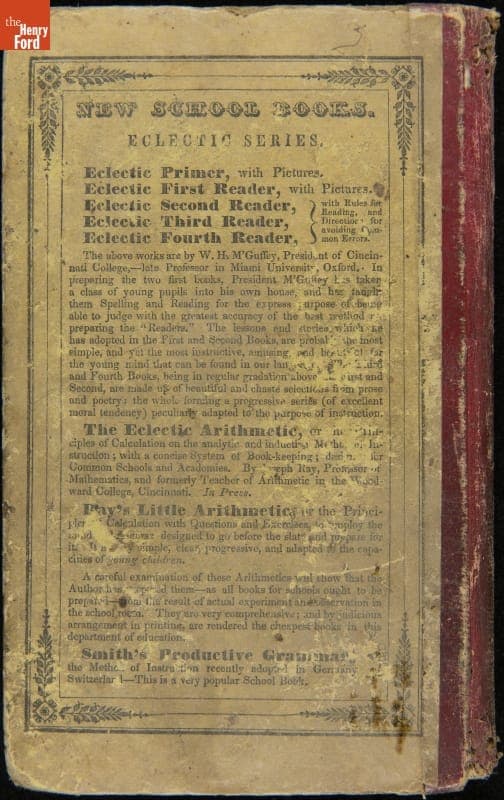 the
Henry
Ford
3
NEW SCHOOL BOOKS.
ECLECTIC SERIES.
Eclectic Primer, with Pictures.
Eclectic First Reader, with Pictures.
Eclectic Second Reader,
Eclectic Third Reader,
Eclectic Fourth Reader,
with Rules for
Reading, and
Directions for
avoiding Com-
mon Errors.
The above works are by W. H. M'Guffey, President of Cincin-
nati College,—late Professor in Miami University, Oxford. In
preparing the two first books, President M'Guffey has taken
a class of young pupils into his own house, and has taught
them Spelling and Reading for the express purpose of being
able to judge with the greatest accuracy of the best method
preparing the "Readers." The lessons and stories, which he
has adopted in the First and Second Books, are probably the most
simple, and yet the most instructive, amusing, and for
the young mind that can be found in our
and Fourth Books, being in regular gradation above the First and
Second, are made up of beautiful and chaste selections from prose
and poetry: the whole forming a progressive series (of excellent
moral tendency) peculiarly adapted to the purpose of instruction.
The Eclectic Arithmetic, or
ciples of Calculation on the analytic and inductive of In-
struction; with a concise System of Book-keeping; for
Common Schools and Academies. By Joseph Ray, Professor of
Mathematics, and formerly Teacher of Arithmetic in the Wood-
ward College, Cincinnati. In Press.
Ray's Little Arithmetic, or the Princi-
Calculation with Questions and Exercises, to employ the
designed to go before the slate and prepare for
it. simple, clear, progressive, and adapted to the capa-
cities of young children.
A careful examination of these Arithmetics will show that the
Author has them—as all books for schools ought to be
prepared—from the result of actual experiment and observation in
the school room. They are very comprehensive; and by judicious
arrangement in printing, are rendered the cheapest books in this
department of education.
Smith's Productive Grammar,
the Method of Instruction recently adopted in Germany
Switzerland—This is a very popular School Book.